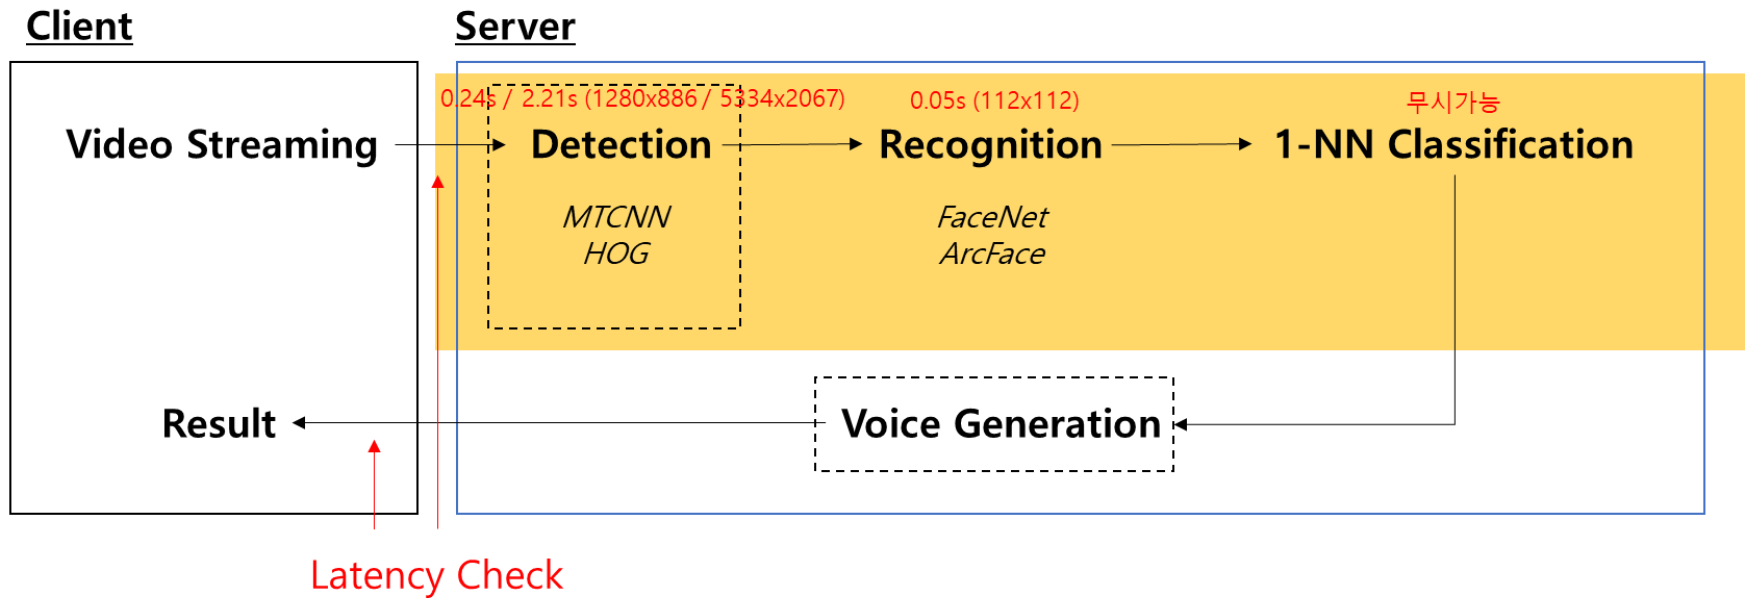 Client
Server
0.24s / 2.21s (1280x886 / 5334x2067)
0.05s (112x112)
무시가능
Video Streaming
Detection
Recognition
1-NN Classification
MTCNN
HOG
FaceNet
ArcFace
Result
Voice Generation
Latency Check